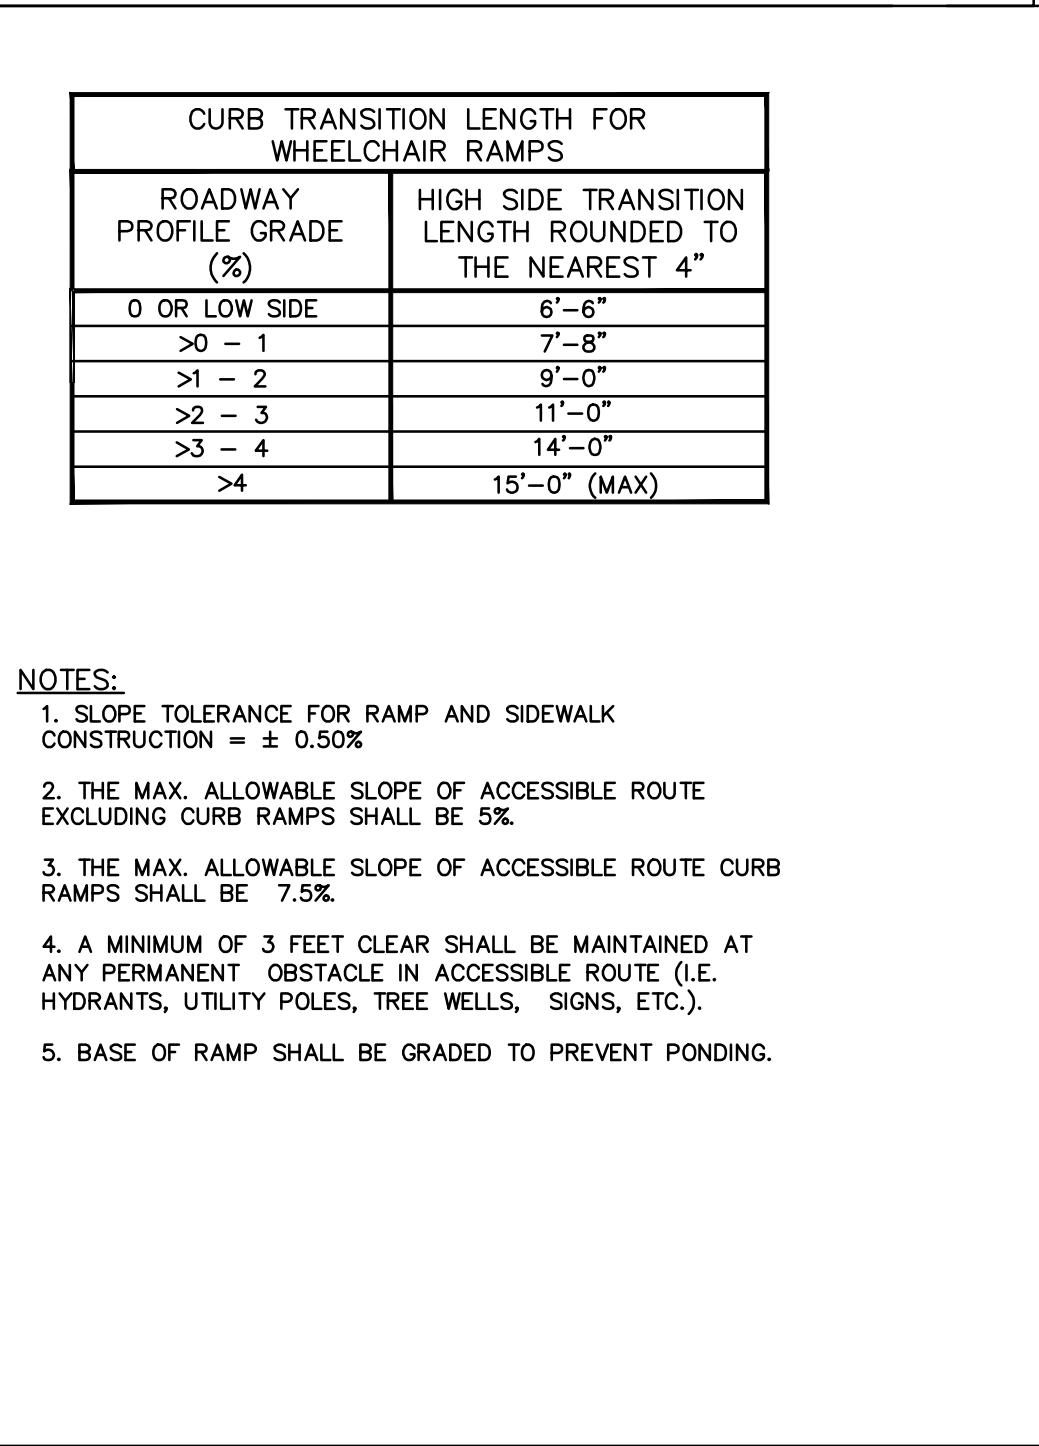 CURB TRANSITION LENGTH FOR
WHEELCHAIR RAMPS
ROADWAY
PROFILE GRADE
(%)
HIGH SIDE TRANSITION
LENGTH ROUNDED TO
THE NEAREST 4"
0 OR LOW SIDE 6'-6"
>0 - 1 7'-8"
>1 - 2 9'-0"
>2 - 3 11'-0"
>3 - 4 14'-0"
>4 15'-0" (MAX)
NOTES:
1. SLOPE TOLERANCE FOR RAMP AND SIDEWALK
CONSTRUCTION = ± 0.50%
2. THE MAX. ALLOWABLE SLOPE OF ACCESSIBLE ROUTE
EXCLUDING CURB RAMPS SHALL BE 5%.
3. THE MAX. ALLOWABLE SLOPE OF ACCESSIBLE ROUTE CURB
RAMPS SHALL BE 7.5%.
4. A MINIMUM OF 3 FEET CLEAR SHALL BE MAINTAINED AT
ANY PERMANENT OBSTACLE IN ACCESSIBLE ROUTE (I.E.
HYDRANTS, UTILITY POLES, TREE WELLS, SIGNS, ETC.).
5. BASE OF RAMP SHALL BE GRADED TO PREVENT PONDING.